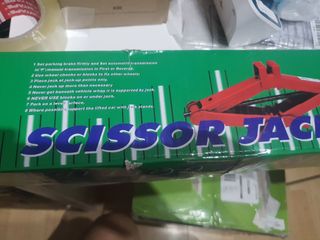 1 Set parking brake firmly and Set automatic transmission
in "P"(manual transmission in First or Reverse.
2 Use wheel chocks or blocks to fix other wheels.
3 Place jack at jack-up points only.
4 Never jack up more than necessary.
5 Never get beneath vehicle when it is supported by jack.
6 NEVER use blocks on or under
7 Park on a level surface.
8 Where possible support the lifted car with jack stands.
SCISSOR JAC